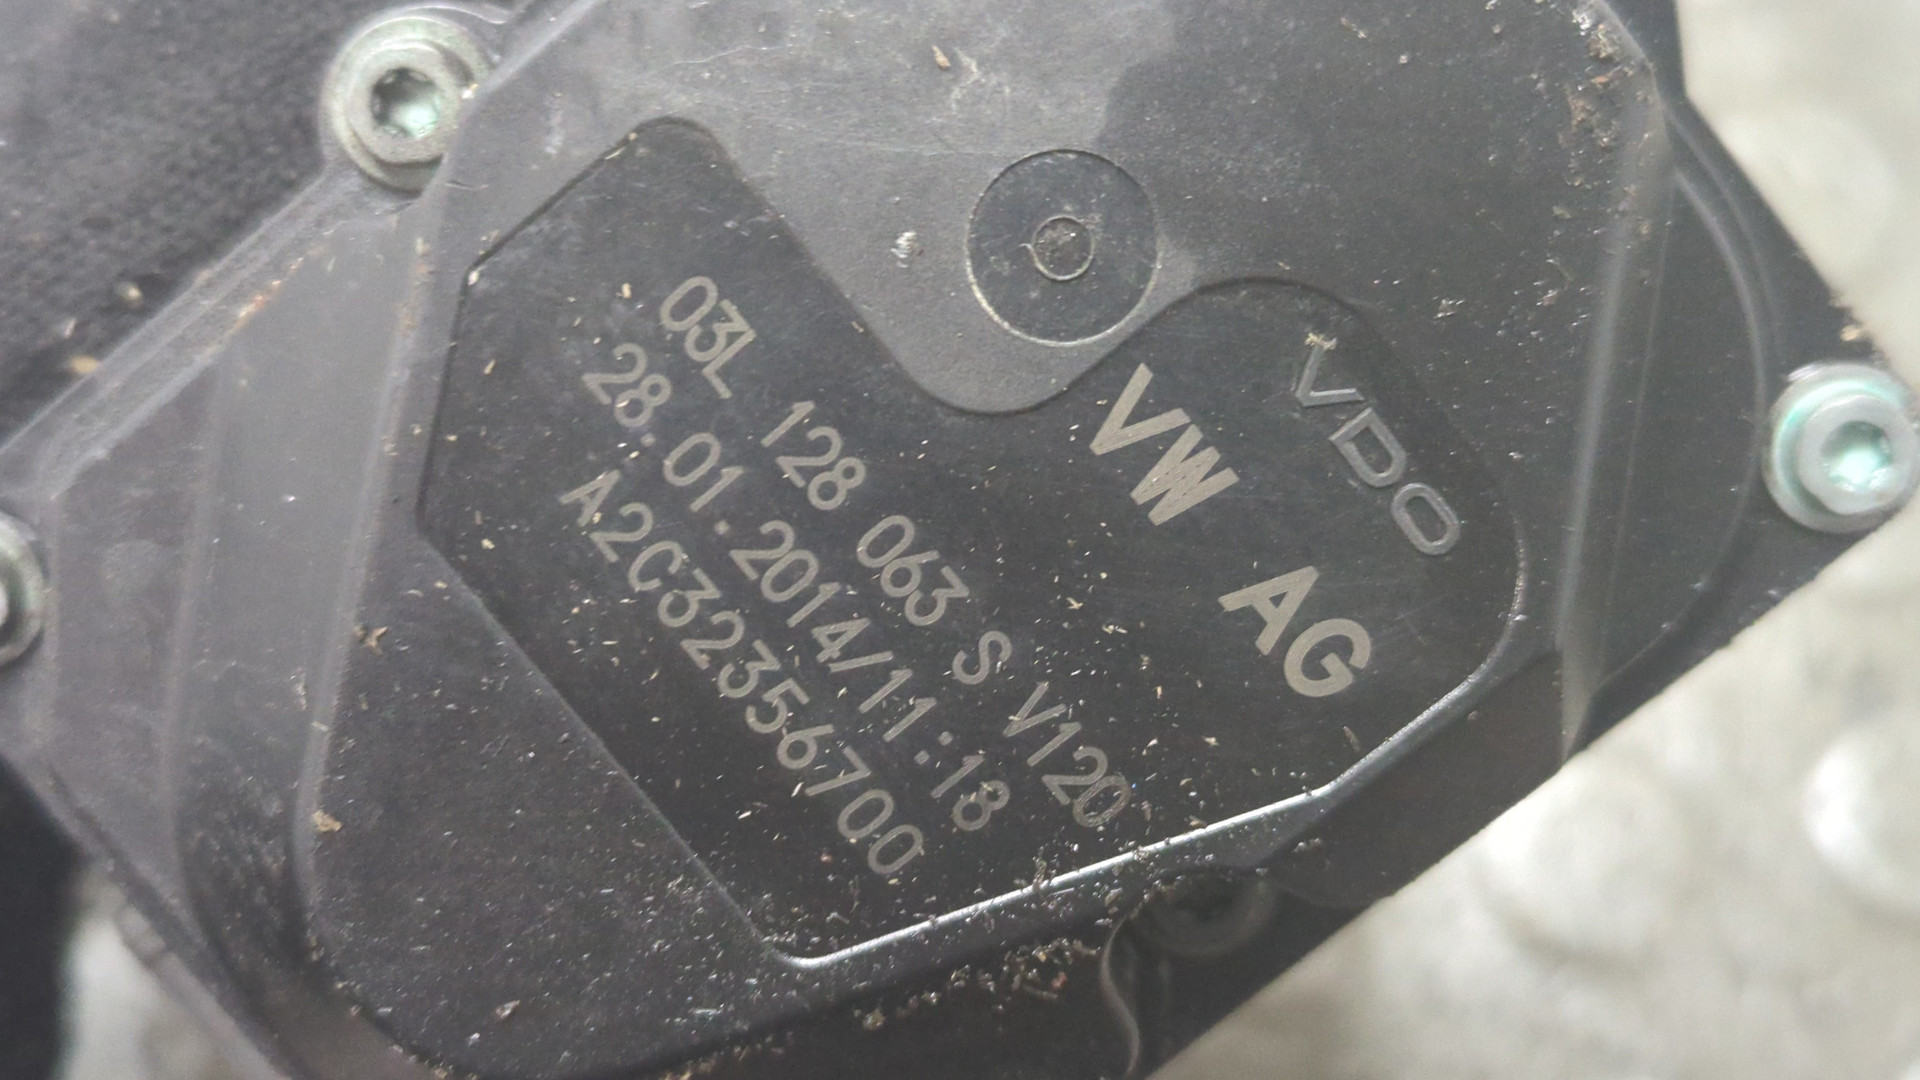 VDO
VW AG
03L 128 063 S V120
28.01.2014/11:18
A2C32356700